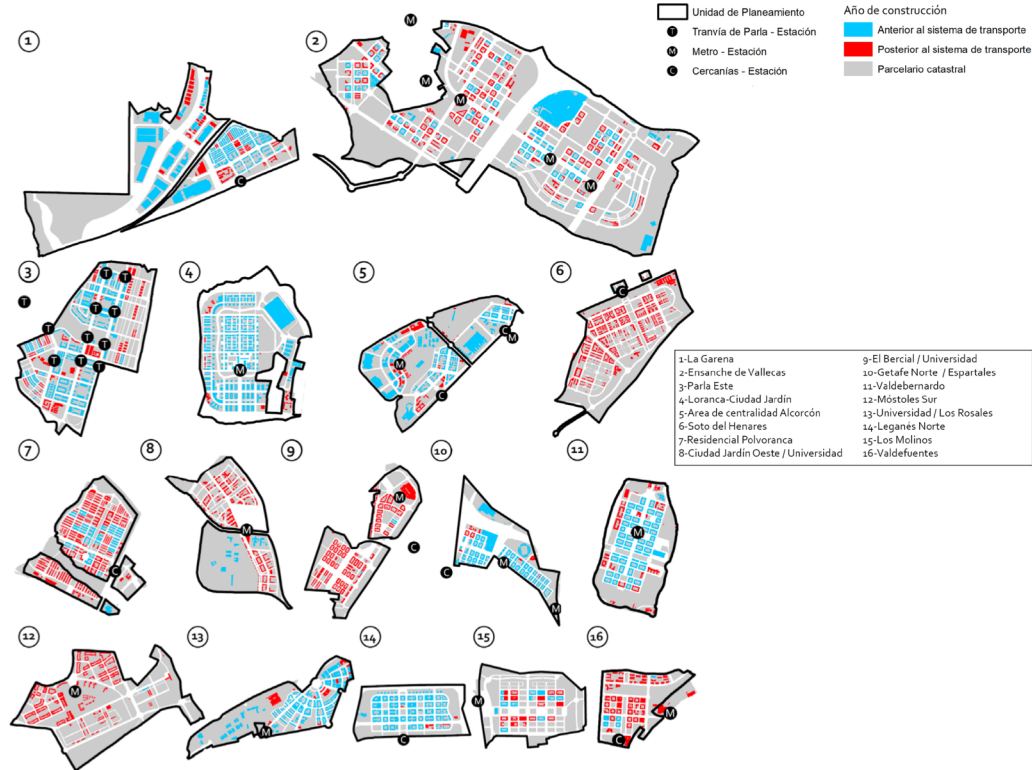 Unidad de Planeamiento
T Tranvía de Parla - Estación
M Metro - Estación
C Cercanías - Estación
Año de construcción
Anterior al sistema de transporte
Posterior al sistema de transporte
Parcelario catastral
1
C
2
M
M
M
M
M
3
T
T
T
T
T
T
T
T
T
T
4
M
5
M
C
M
C
6
C
1-La Garena
2-Ensanche de Vallecas
3-Parla Este
4-Loranca-Ciudad Jardín
5-Area de centralidad Alcorcón
6-Soto del Henares
7-Residencial Polvoranca
8-Ciudad Jardín Oeste / Universidad
9-El Bercial / Universidad
10-Getafe Norte / Espartales
11-Valdebernardo
12-Móstoles Sur
13-Universidad / Los Rosales
14-Leganés Norte
15-Los Molinos
16-Valdefuentes
7
C
8
M
9
M
C
10
C
M
M
11
M
12
M
13
M
14
C
15
M
16
M
C